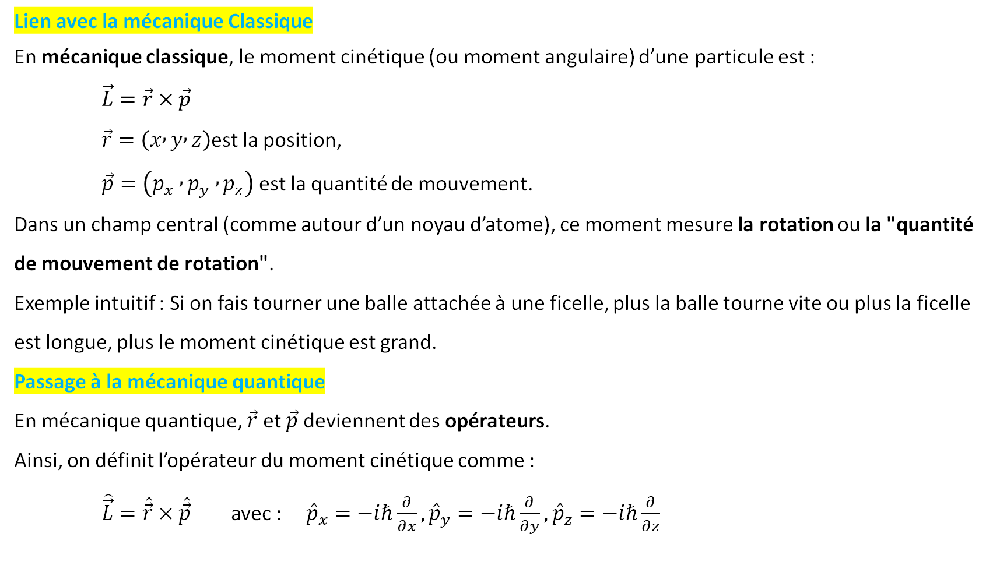 Lien avec la mécanique Classique
En mécanique classique, le moment cinétique (ou moment angulaire) d’une particule est :
$\vec{L} = \vec{r} \times \vec{p}$
$\vec{r} = (x, y, z)$est la position,
$\vec{p} = (p_x, p_y, p_z)$ est la quantité de mouvement.
Dans un champ central (comme autour d’un noyau d’atome), ce moment mesure la rotation ou la "quantité
de mouvement de rotation".
Exemple intuitif : Si on fais tourner une balle attachée à une ficelle, plus la balle tourne vite ou plus la ficelle
est longue, plus le moment cinétique est grand.
Passage à la mécanique quantique
En mécanique quantique, $\vec{r}$ et $\vec{p}$ deviennent des opérateurs.
Ainsi, on définit l’opérateur du moment cinétique comme :
$\hat{\vec{L}} = \hat{\vec{r}} \times \hat{\vec{p}}$ avec : $\hat{p}_x = -i\hbar\frac{\partial}{\partial x}, \hat{p}_y = -i\hbar\frac{\partial}{\partial y}, \hat{p}_z = -i\hbar\frac{\partial}{\partial z}$